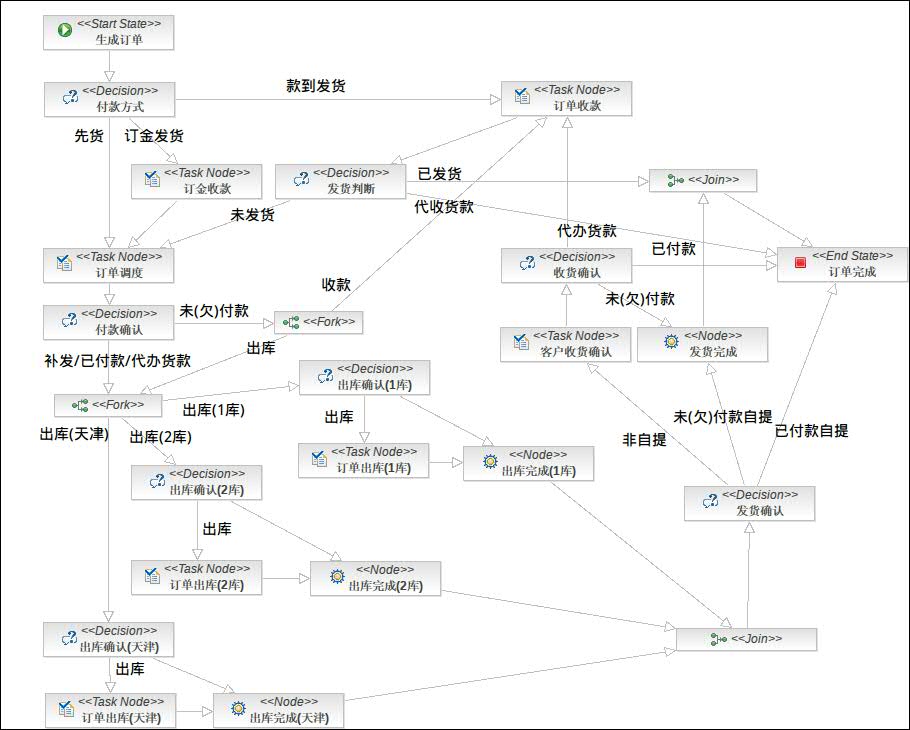 <<Start State>>
生成订单
<<Decision>>
付款方式
款到发货
<<Task Node>>
订单收款
先货
订金发货
<<Task Node>>
订金收款
<<Decision>>
发货判断
已发货
<<Join>>
未发货
代收货款
代办货款
已付款
<<Task Node>>
订单调度
<<Decision>>
收货确认
<<End State>>
订单完成
收款
未(欠)付款
<<Decision>>
付款确认
未(欠)付款
<<Fork>>
出库
<<Task Node>>
客户收货确认
<<Node>>
发货完成
补发/已付款/代办货款
<<Decision>>
出库确认(1库)
<<Fork>>
出库(1库)
出库
未(欠)付款自提
已付款自提
非自提
出库(天津)
出库(2库)
<<Task Node>>
订单出库(1库)
<<Node>>
出库完成(1库)
<<Decision>>
出库确认(2库)
<<Decision>>
发货确认
出库
<<Task Node>>
订单出库(2库)
<<Node>>
出库完成(2库)
<<Decision>>
出库确认(天津)
<<Join>>
出库
<<Task Node>>
订单出库(天津)
<<Node>>
出库完成(天津)